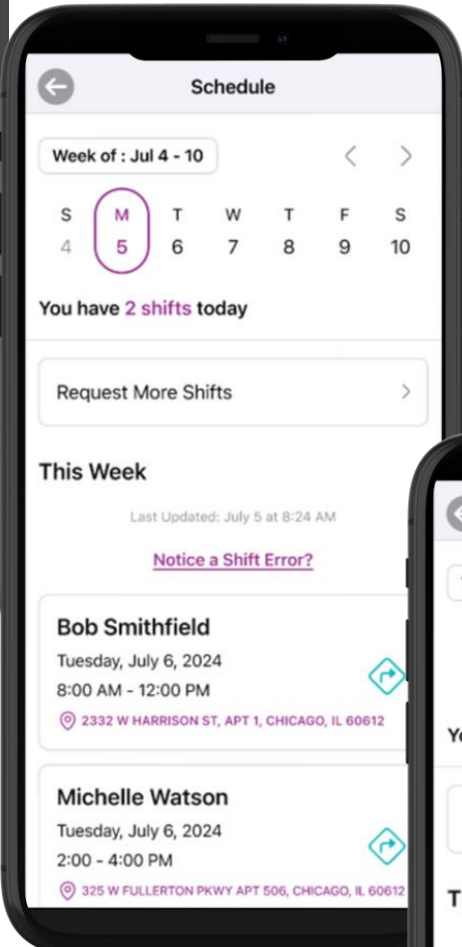 Schedule
Week of : Jul 4 - 10
S M T W T F S
4 5 6 7 8 9 10
You have 2 shifts today
Request More Shifts
This Week
Last Updated: July 5 at 8:24 AM
Notice a Shift Error?
Bob Smithfield
Tuesday, July 6, 2024
8:00 AM - 12:00 PM
2332 W HARRISON ST, APT 1, CHICAGO, IL 60612
Michelle Watson
Tuesday, July 6, 2024
2:00 - 4:00 PM
325 W FULLERTON PKWY APT 506, CHICAGO, IL 60612